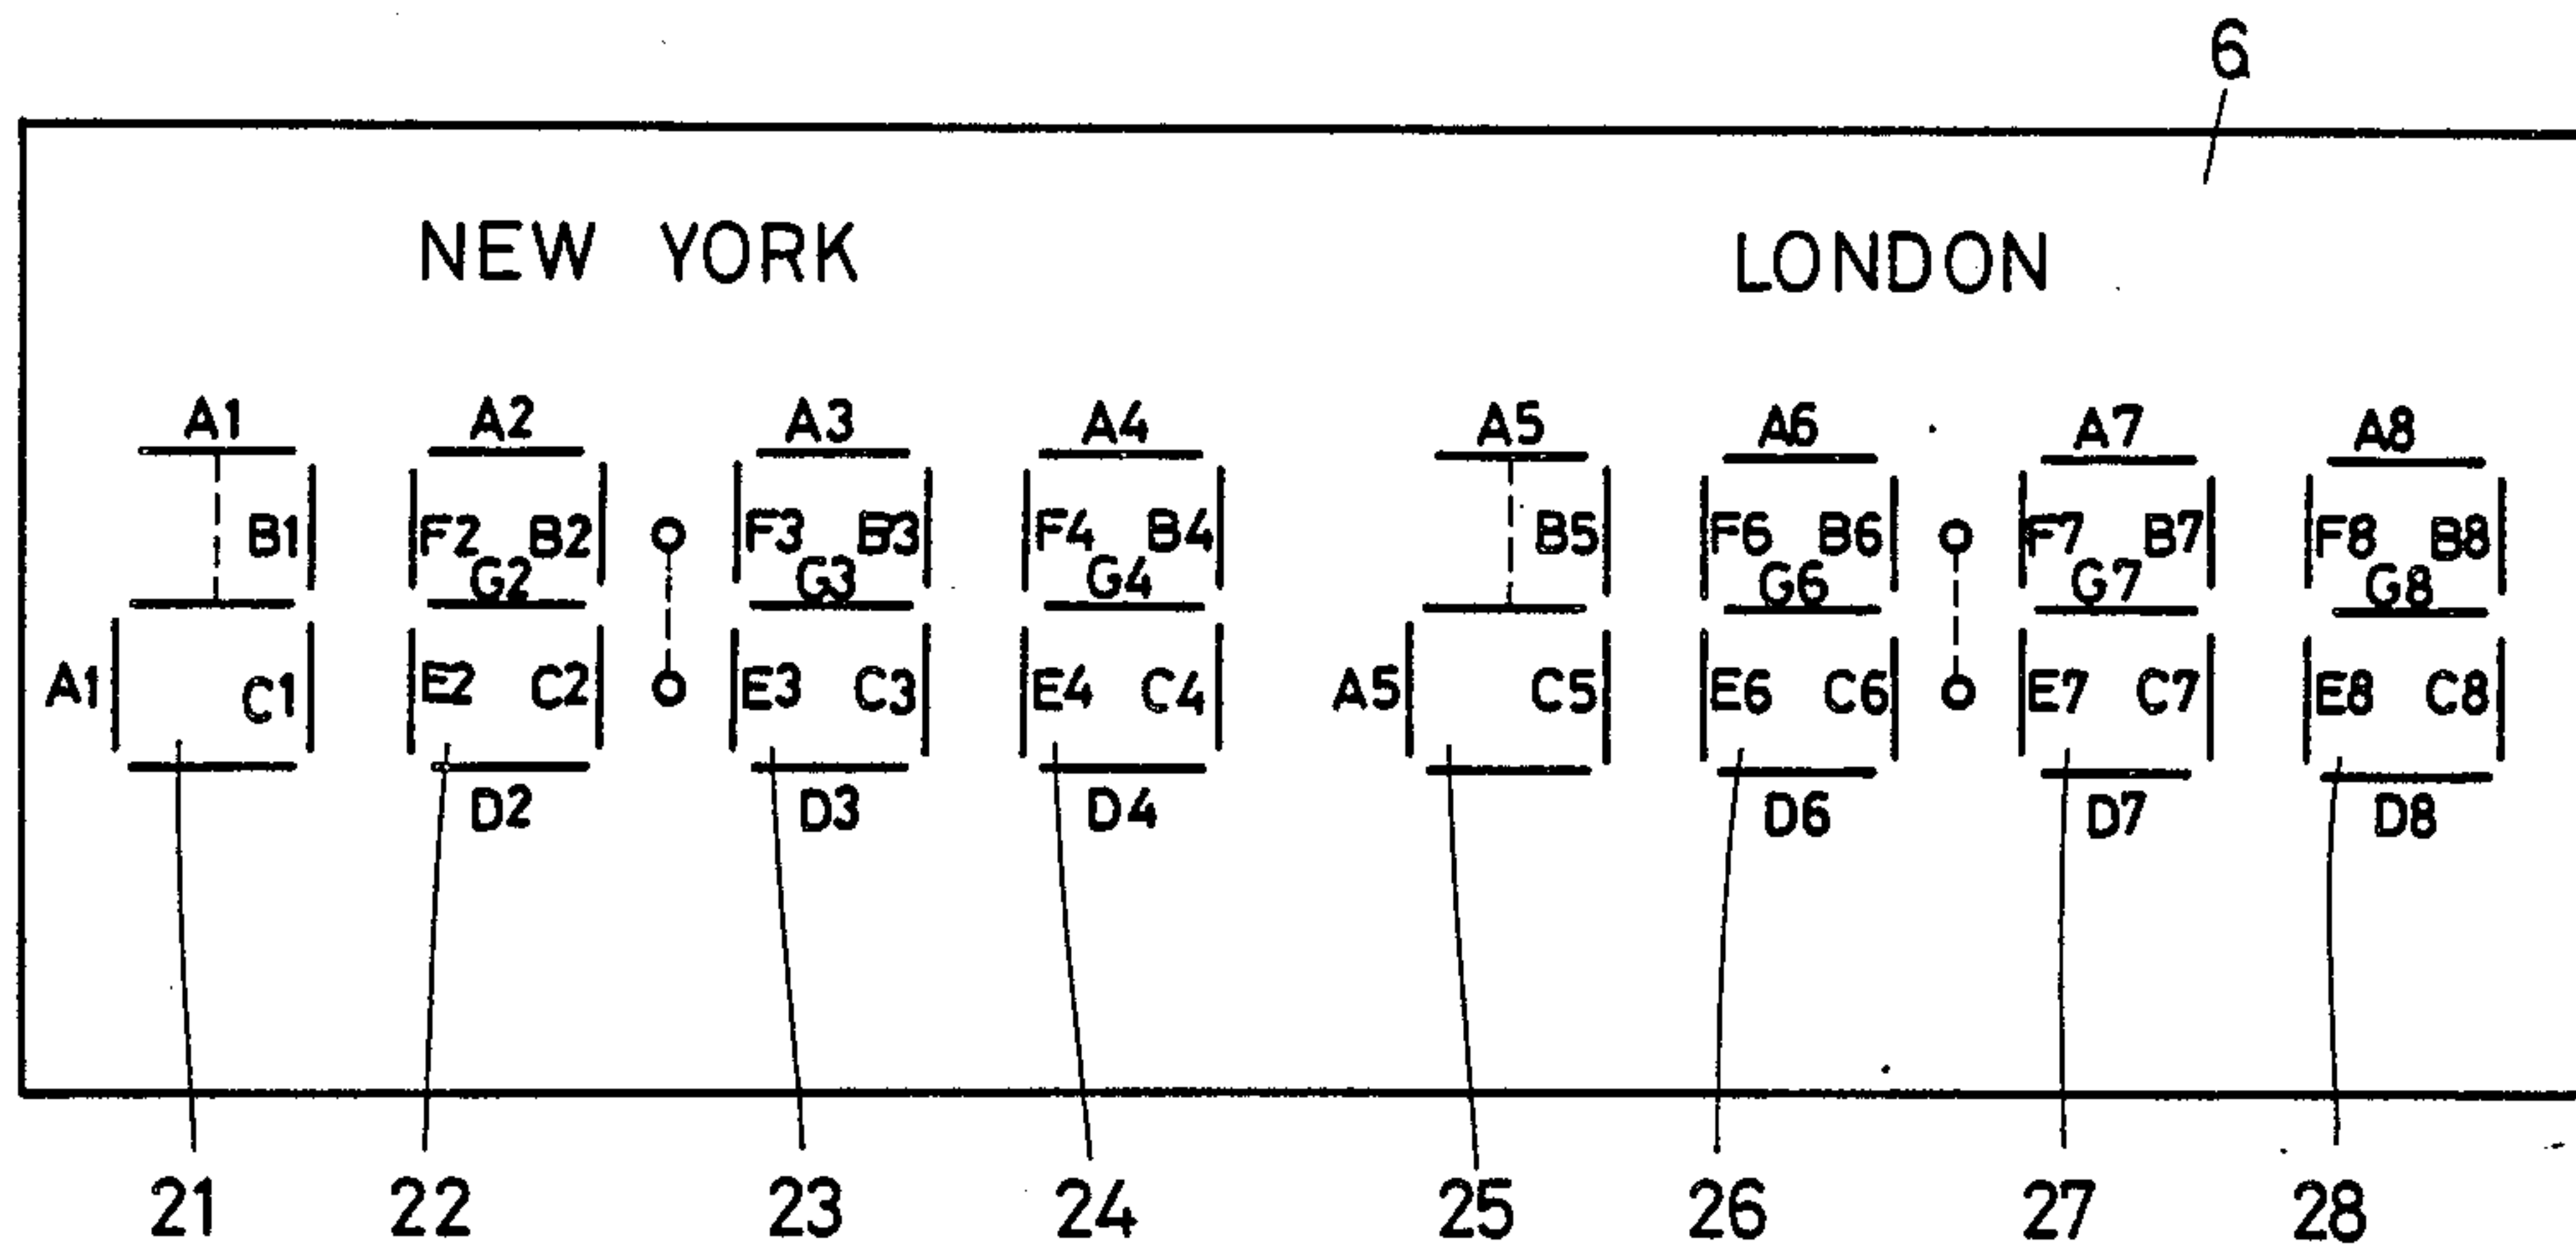 6
NEW YORK LONDON
A1 A2 A3 A4 A5 A6 A7 A8
B1 F2 B2 F3 B3 F4 B4 B5 F6 B6 F7 B7 F8 B8
G2 G3 G4 G6 G7 G8
A1 C1 E2 C2 E3 C3 E4 C4 A5 C5 E6 C6 E7 C7 E8 C8
D2 D3 D4 D6 D7 D8
21 22 23 24 25 26 27 28